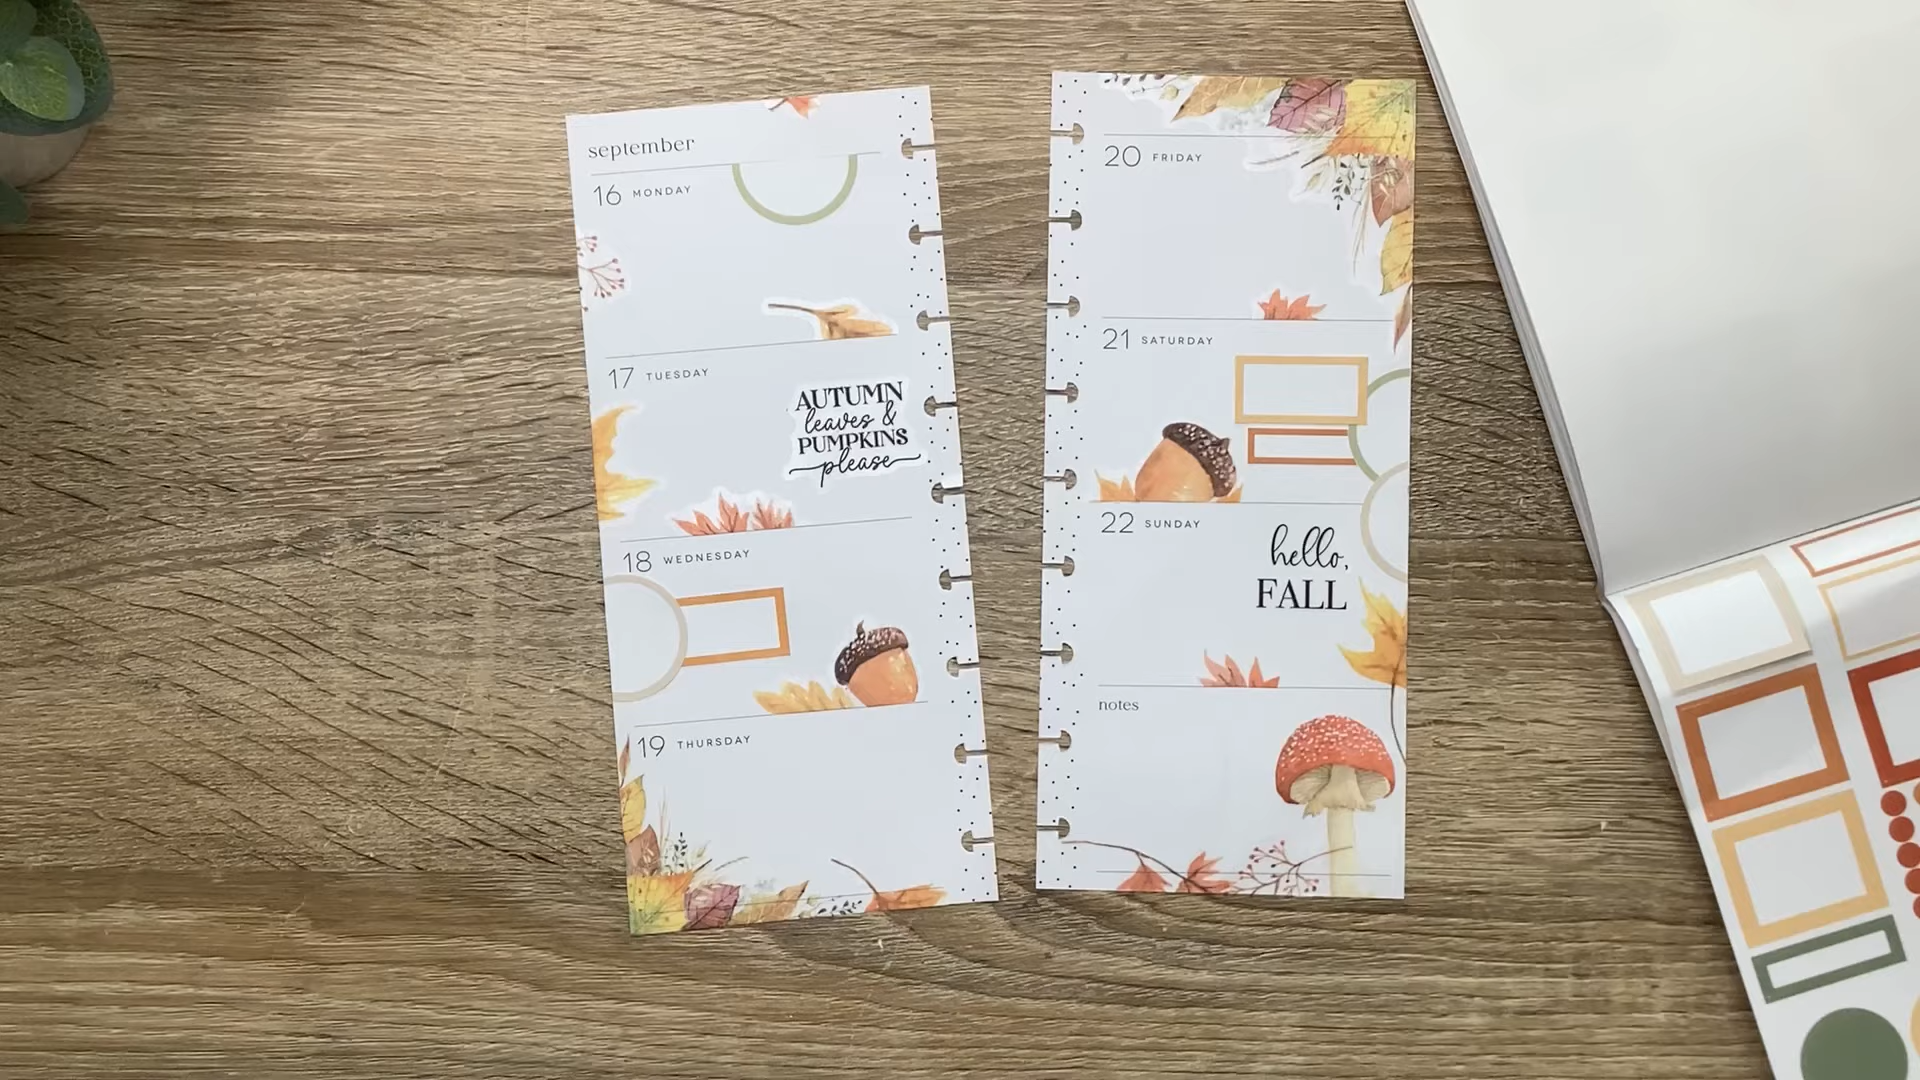 september
16 MONDAY
17 TUESDAY
AUTUMN
leaves &
PUMPKINS
please
18 WEDNESDAY
19 THURSDAY
20 FRIDAY
21 SATURDAY
22 SUNDAY
hello,
FALL
notes